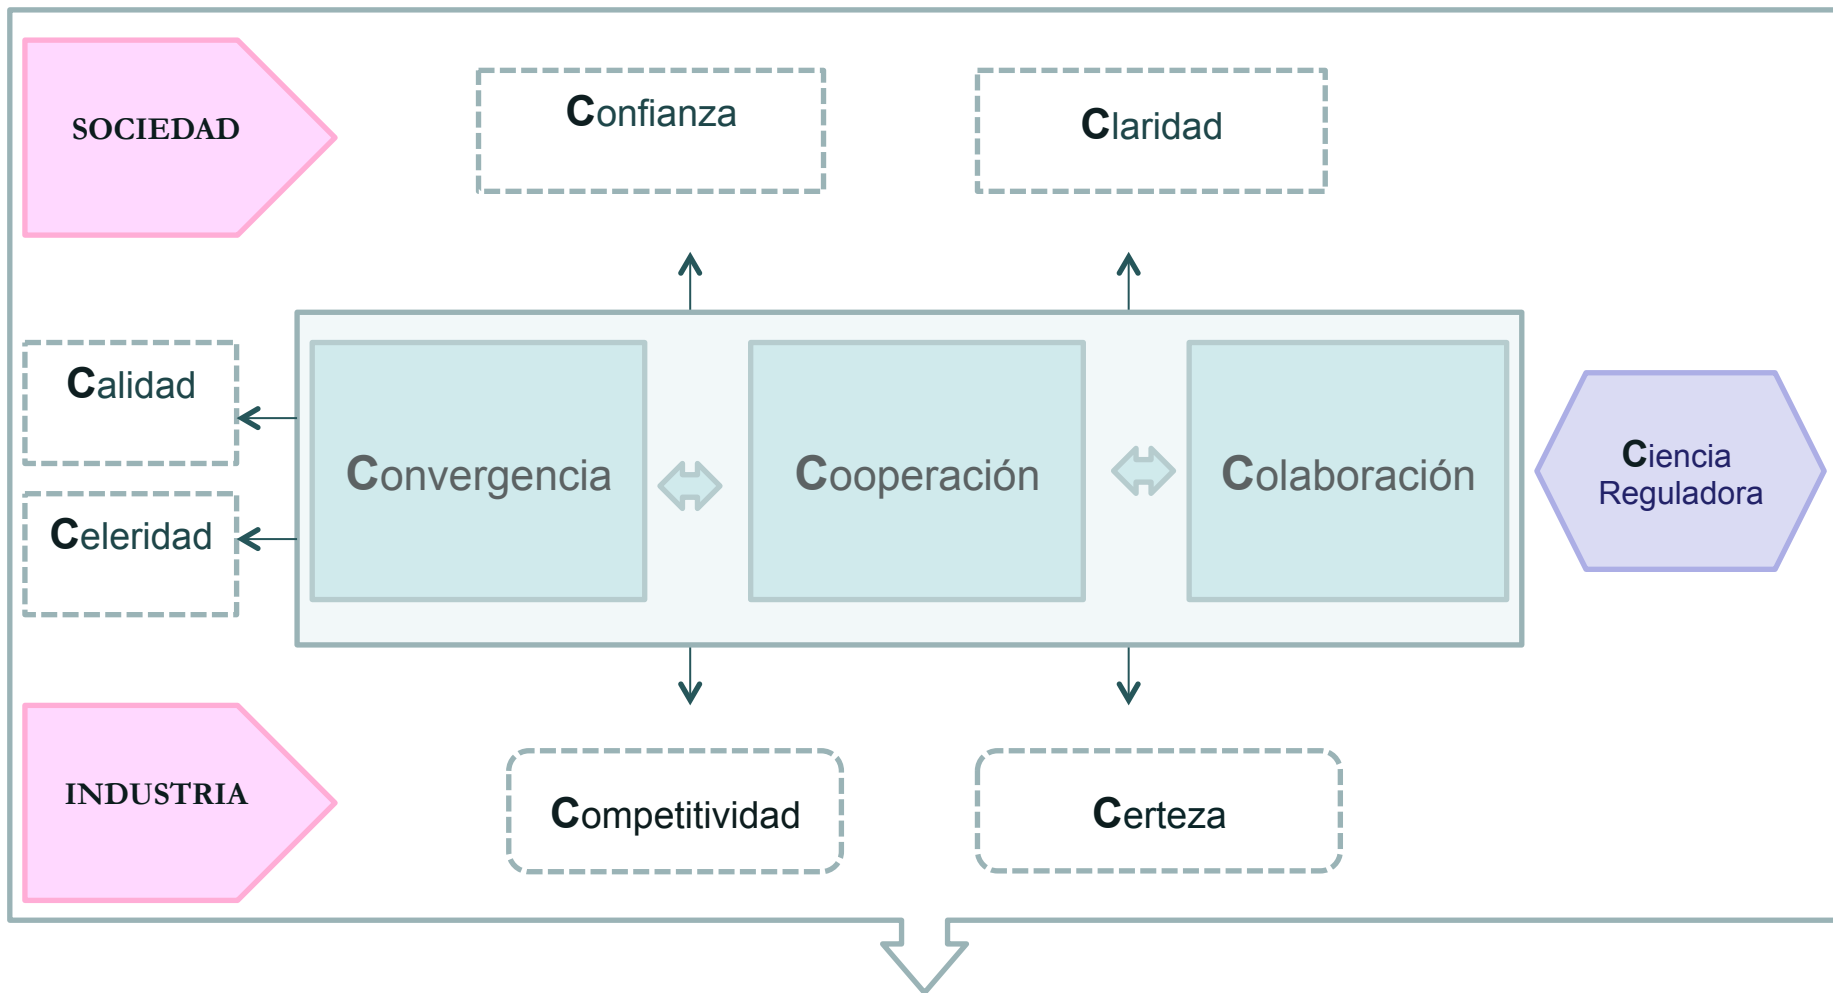 SOCIEDAD
Confianza
Claridad
Calidad
Celeridad
Convergencia
Cooperación
Colaboración
Ciencia
Reguladora
INDUSTRIA
Competitividad
Certeza